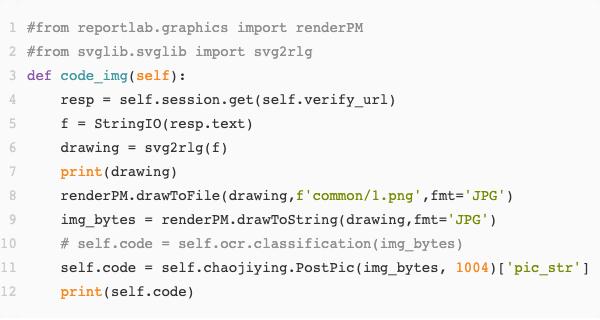 1 #from reportlab.graphics import renderPM
2 #from svglib.svglib import svg2rlg
3 def code_img(self):
4     resp = self.session.get(self.verify_url)
5     f = StringIO(resp.text)
6     drawing = svg2rlg(f)
7     print(drawing)
8     renderPM.drawToFile(drawing,f'common/1.png',fmt='JPG')
9     img_bytes = renderPM.drawToString(drawing,fmt='JPG')
10     # self.code = self.ocr.classification(img_bytes)
11     self.code = self.chaojiying.PostPic(img_bytes, 1004)['pic_str']
12     print(self.code)